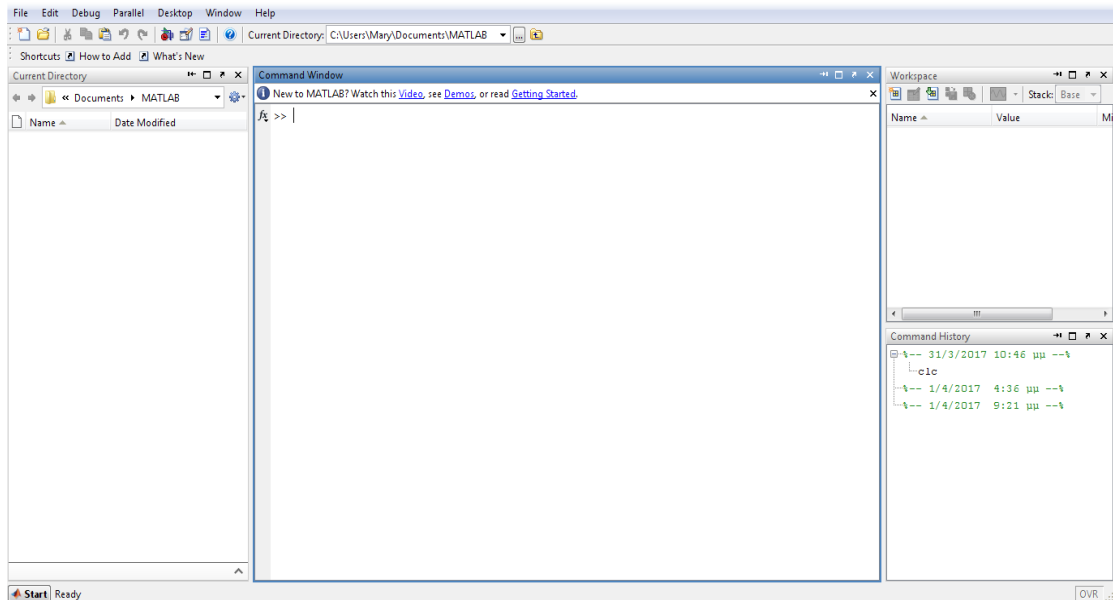 File Edit Debug Parallel Desktop Window Help
Current Directory: C:\Users\Mary\Documents\MATLAB ...
Shortcuts How to Add What's New
Current Directory
« Documents MATLAB
Name Date Modified
Command Window
New to MATLAB? Watch this Video, see Demos, or read Getting Started.
fx >>
Workspace
Stack: Base
Name Value Mi
Command History
%-- 31/3/2017 10:46 μμ --%
clc
%-- 1/4/2017 4:36 μμ --%
%-- 1/4/2017 9:21 μμ --%
Start Ready
OVR